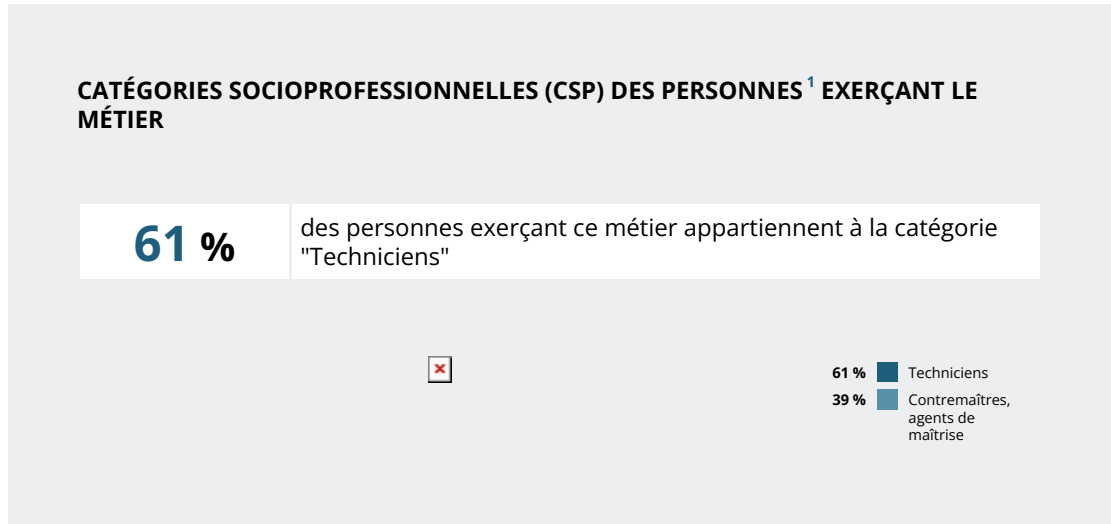 CATÉGORIES SOCIOPROFESSIONNELLES (CSP) DES PERSONNES 1 EXERÇANT LE
MÉTIER
61 %
des personnes exerçant ce métier appartiennent à la catégorie
"Techniciens"
61 % Techniciens
39 % Contremaîtres,
agents de
maîtrise